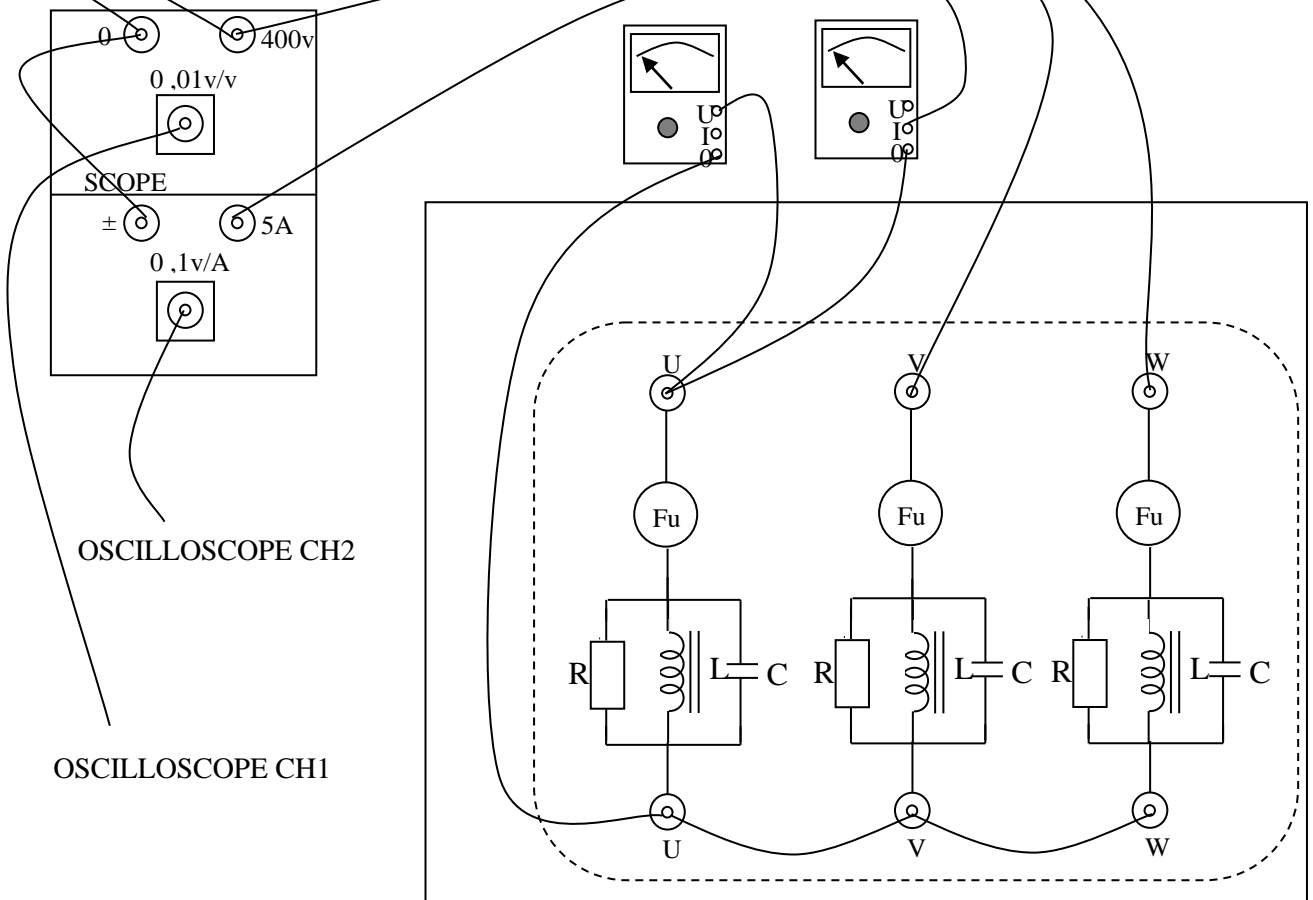 0
400v
0 ,01v/v
SCOPE
±
5A
0 ,1v/A
U
I
0
U
I
0
U
V
W
Fu
Fu
Fu
R
L
C
R
L
C
R
L
C
OSCILLOSCOPE CH2
OSCILLOSCOPE CH1
U
V
W